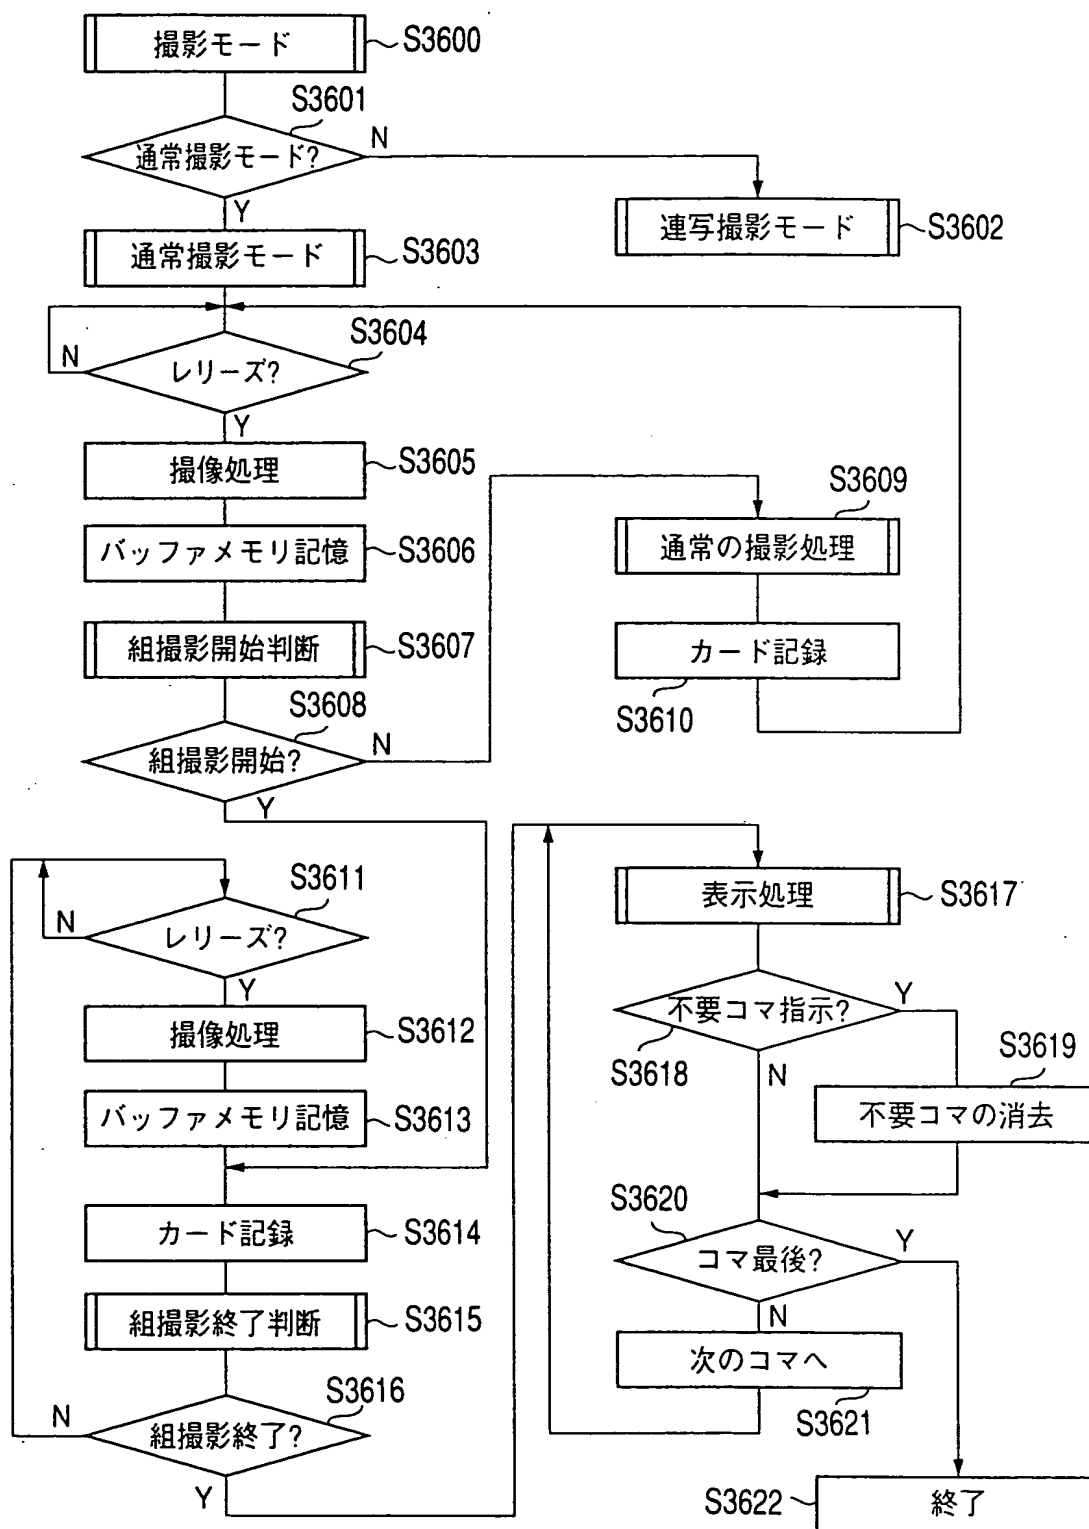 撮影モード
S3600
S3601
通常撮影モード?
N
Y
連写撮影モード
S3602
通常撮影モード
S3603
S3604
N
レリーズ?
Y
撮像処理
S3605
バッファメモリ記憶
S3606
組撮影開始判断
S3607
S3608
組撮影開始?
N
Y
S3609
通常の撮影処理
カード記録
S3610
S3611
N
レリーズ?
Y
撮像処理
S3612
バッファメモリ記憶
S3613
カード記録
S3614
組撮影終了判断
S3615
S3616
N
組撮影終了?
Y
表示処理
S3617
不要コマ指示?
Y
S3618
N
S3619
不要コマの消去
S3620
コマ最後?
Y
N
次のコマへ
S3621
S3622
終了